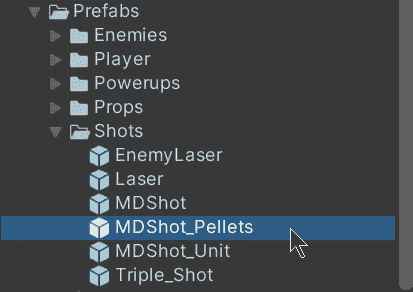 Prefabs
Enemies
Player
Powerups
Props
Shots
EnemyLaser
Laser
MDShot
MDShot_Pellets
MDShot_Unit
Triple_Shot